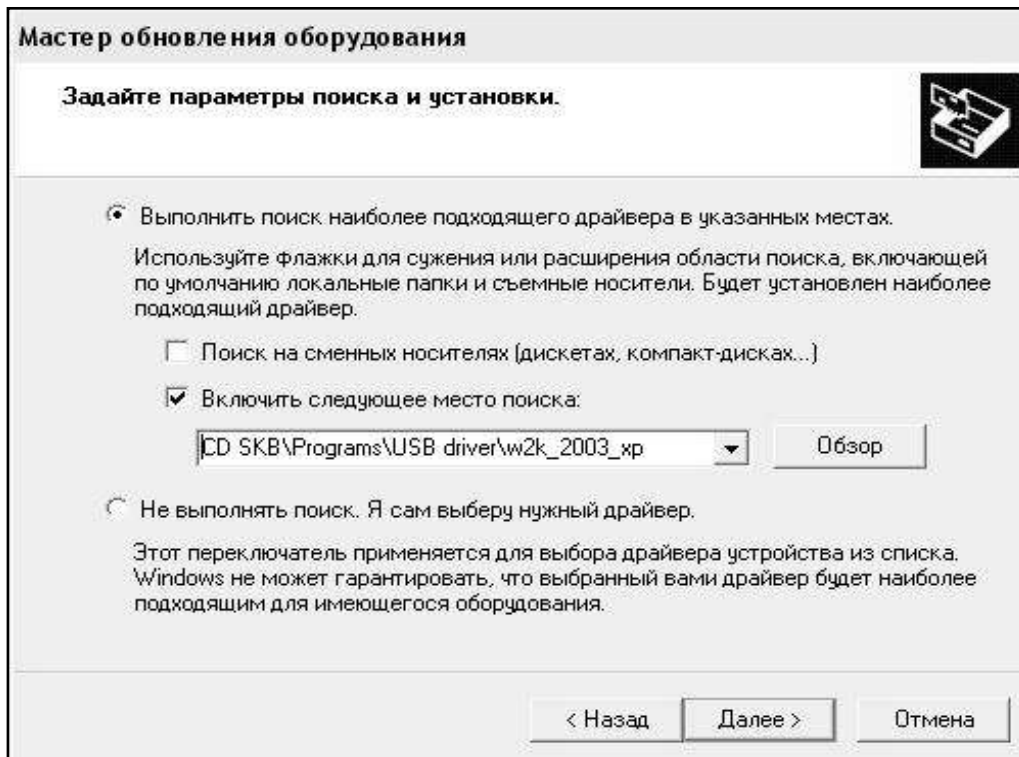 Мастер обновления оборудования
Задайте параметры поиска и установки.
Выполнить поиск наиболее подходящего драйвера в указанных местах.
Используйте флажки для сужения или расширения области поиска, включающей
по умолчанию локальные папки и съемные носители. Будет установлен наиболее
подходящий драйвер.
Поиск на сменных носителях (дискетах, компакт-дисках...)
Включить следующее место поиска:
CD SKB\Programs\USB driver\w2k_2003_xp
Обзор
Не выполнять поиск. Я сам выберу нужный драйвер.
Этот переключатель применяется для выбора драйвера устройства из списка.
Windows не может гарантировать, что выбранный вами драйвер будет наиболее
подходящим для имеющегося оборудования.
< Назад
Далее >
Отмена